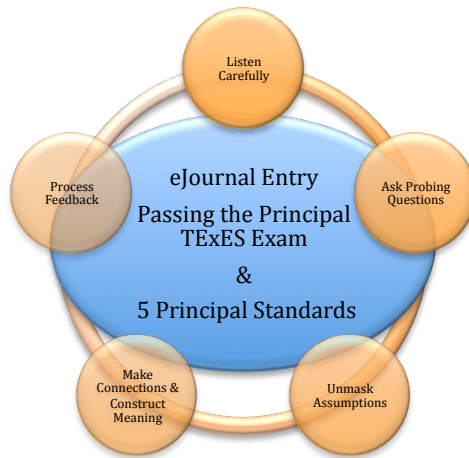 Listen
Carefully
Process
Feedback
eJournal Entry
Passing the Principal
TExES Exam
&
5 Principal Standards
Ask Probing
Questions
Make
Connections &
Construct
Meaning
Unmask
Assumptions